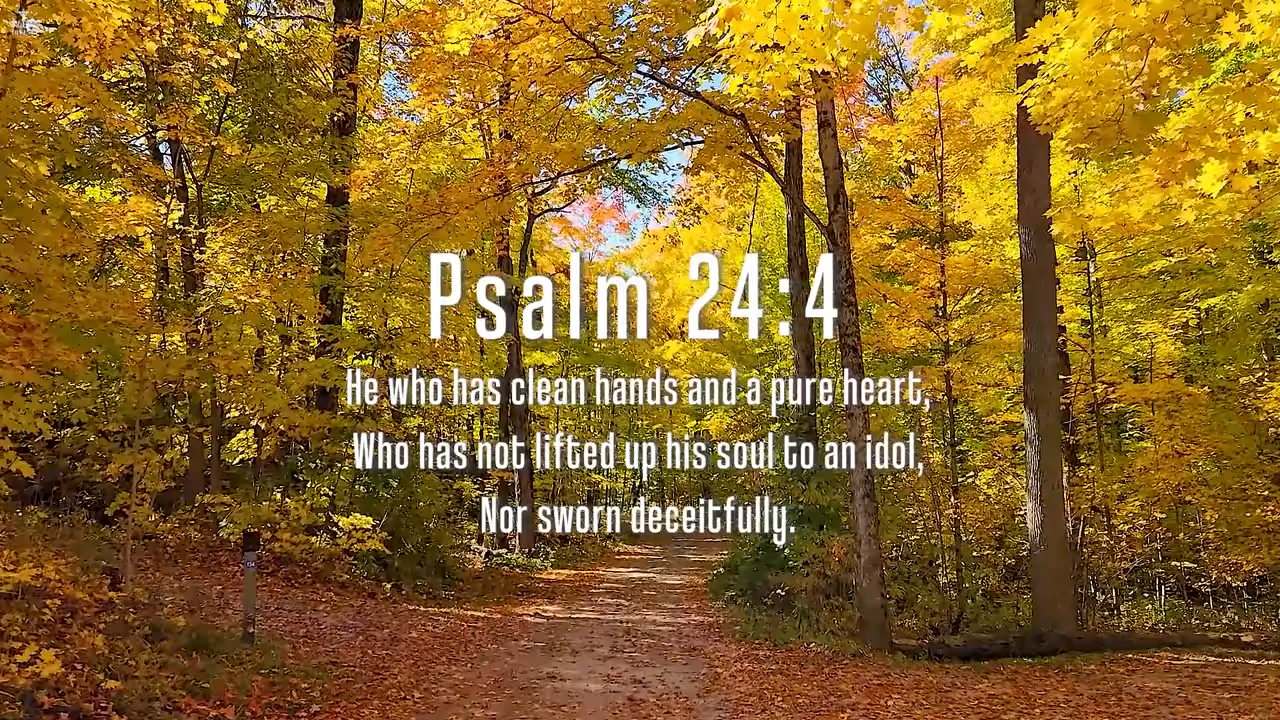 Psalm 24:4
He who has clean hands and a pure heart,
Who has not lifted up his soul to an idol,
Nor sworn deceitfully.